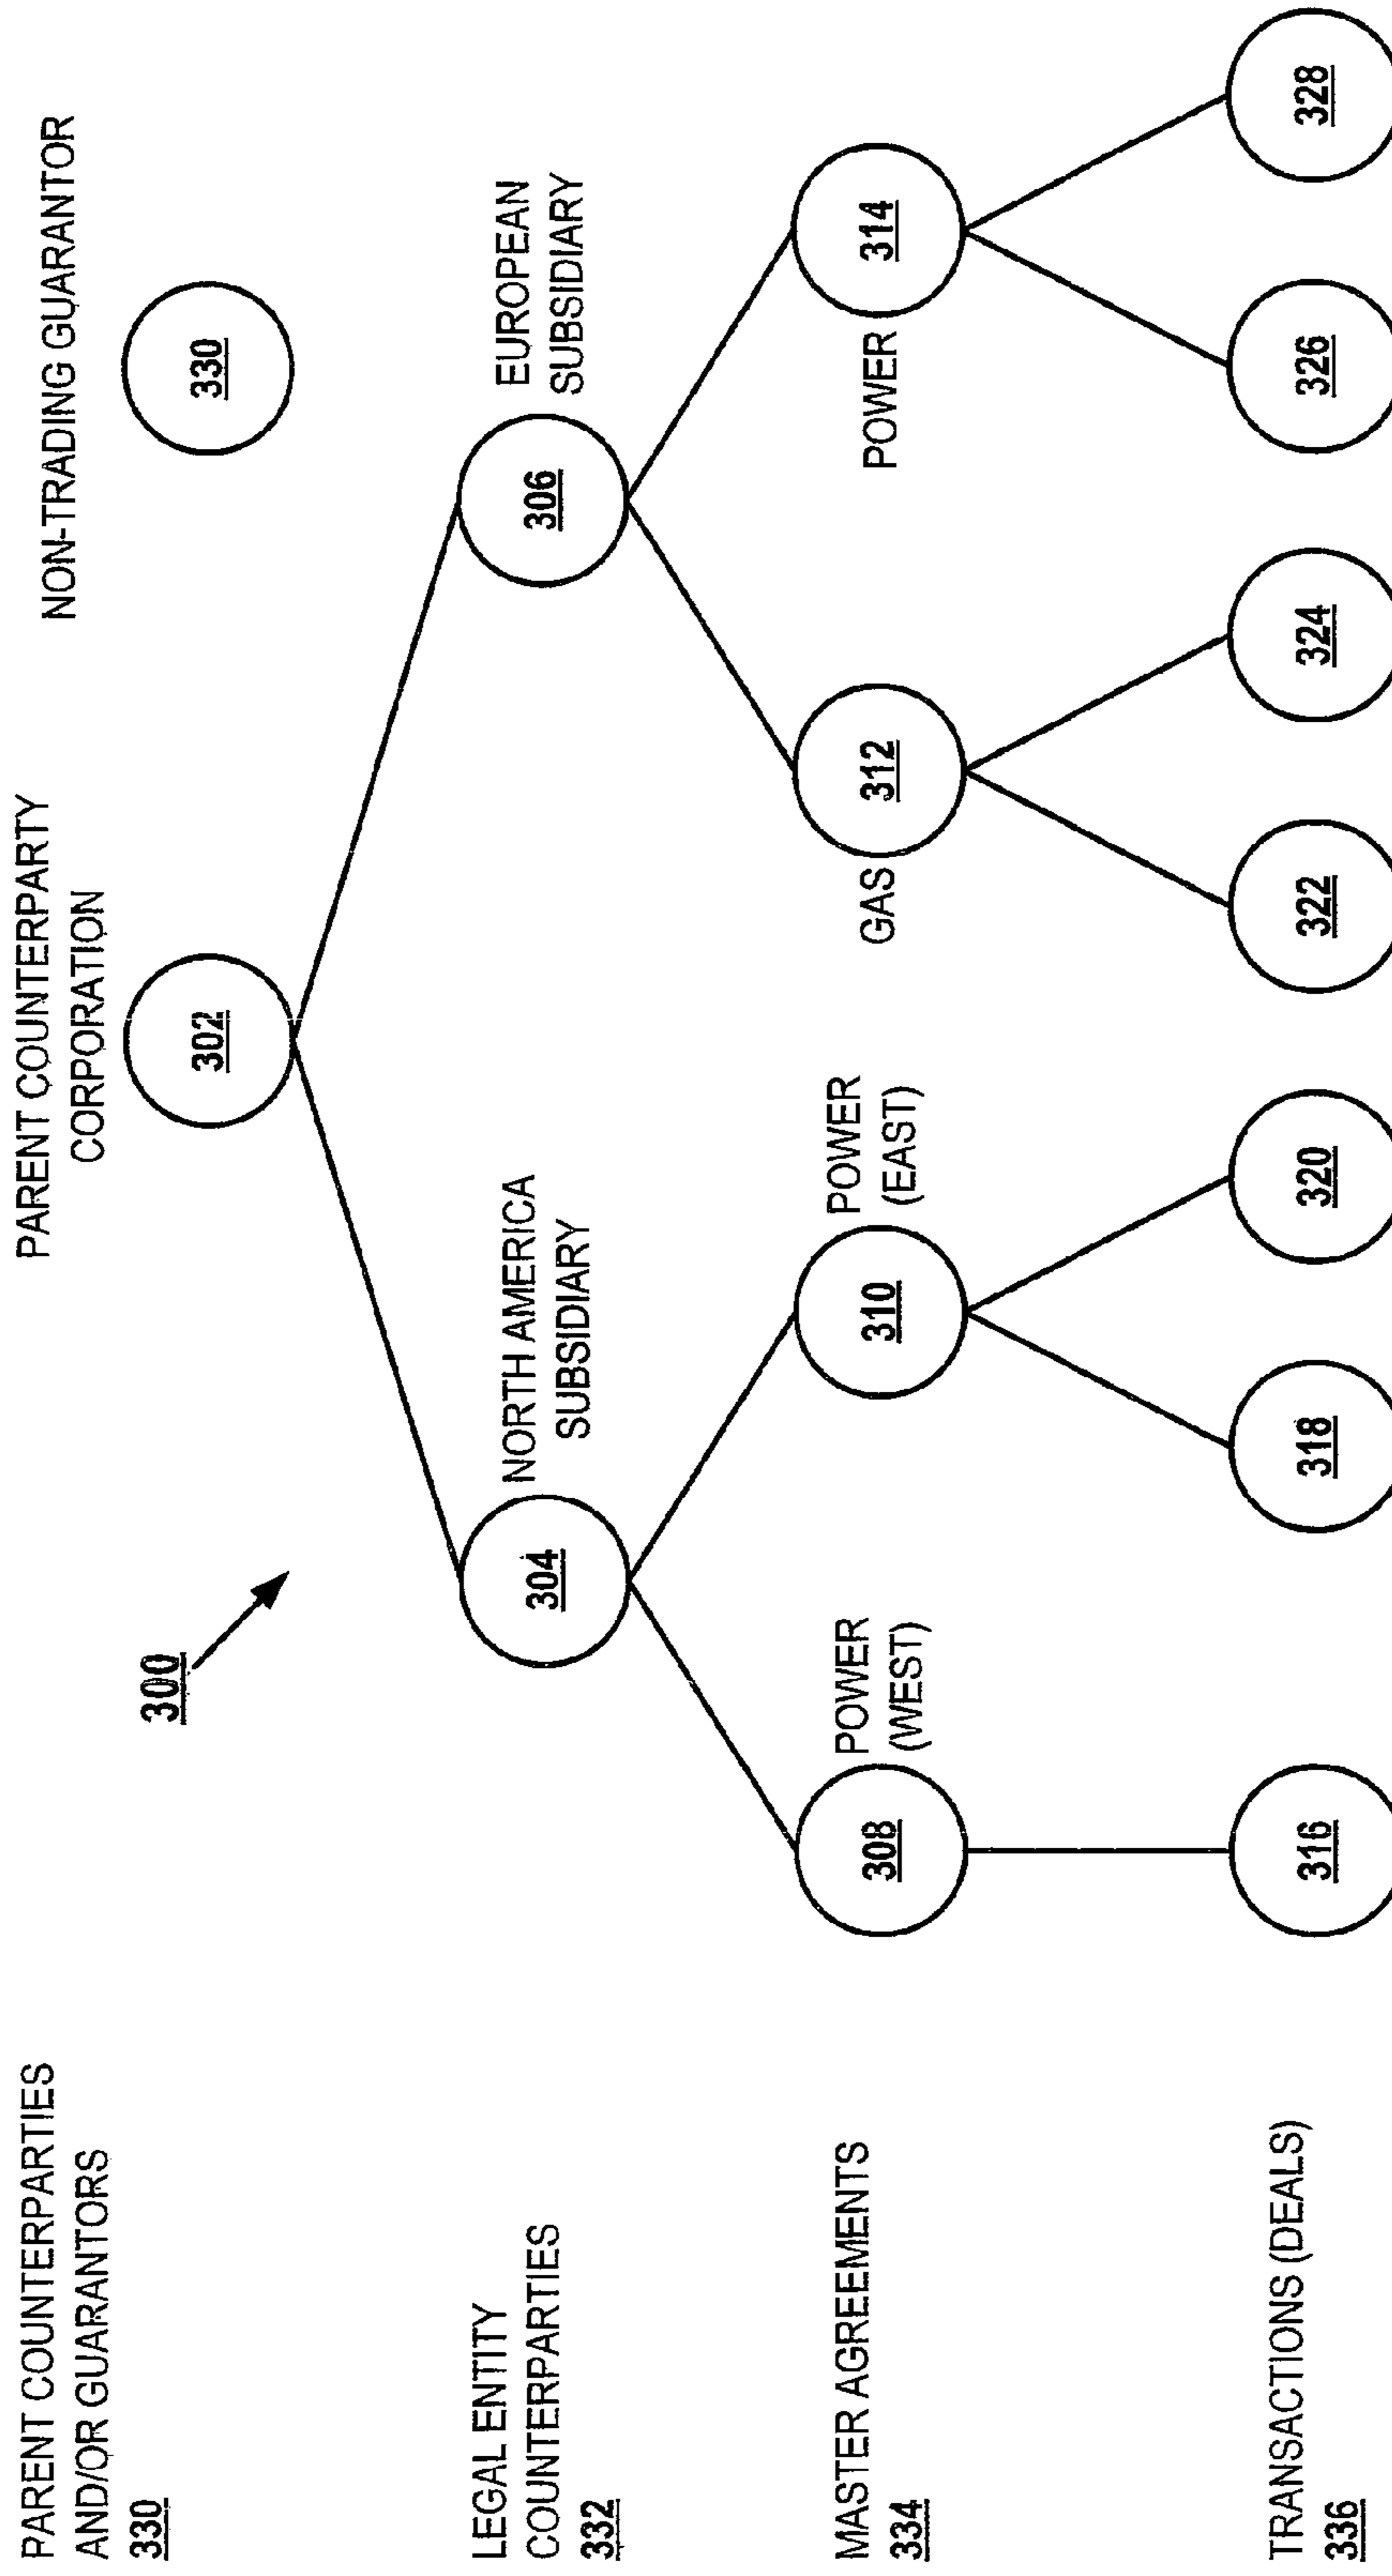 PARENT COUNTERPARTIES
AND/OR GUARANTORS
330
PARENT COUNTERPARTY
CORPORATION
NON-TRADING GUARANTOR
300
302
330
LEGAL ENTITY
COUNTERPARTIES
332
304
NORTH AMERICA
SUBSIDIARY
306
EUROPEAN
SUBSIDIARY
MASTER AGREEMENTS
334
308
POWER
(WEST)
310
POWER
(EAST)
GAS
312
POWER
314
TRANSACTIONS (DEALS)
336
316
318
320
322
324
326
328